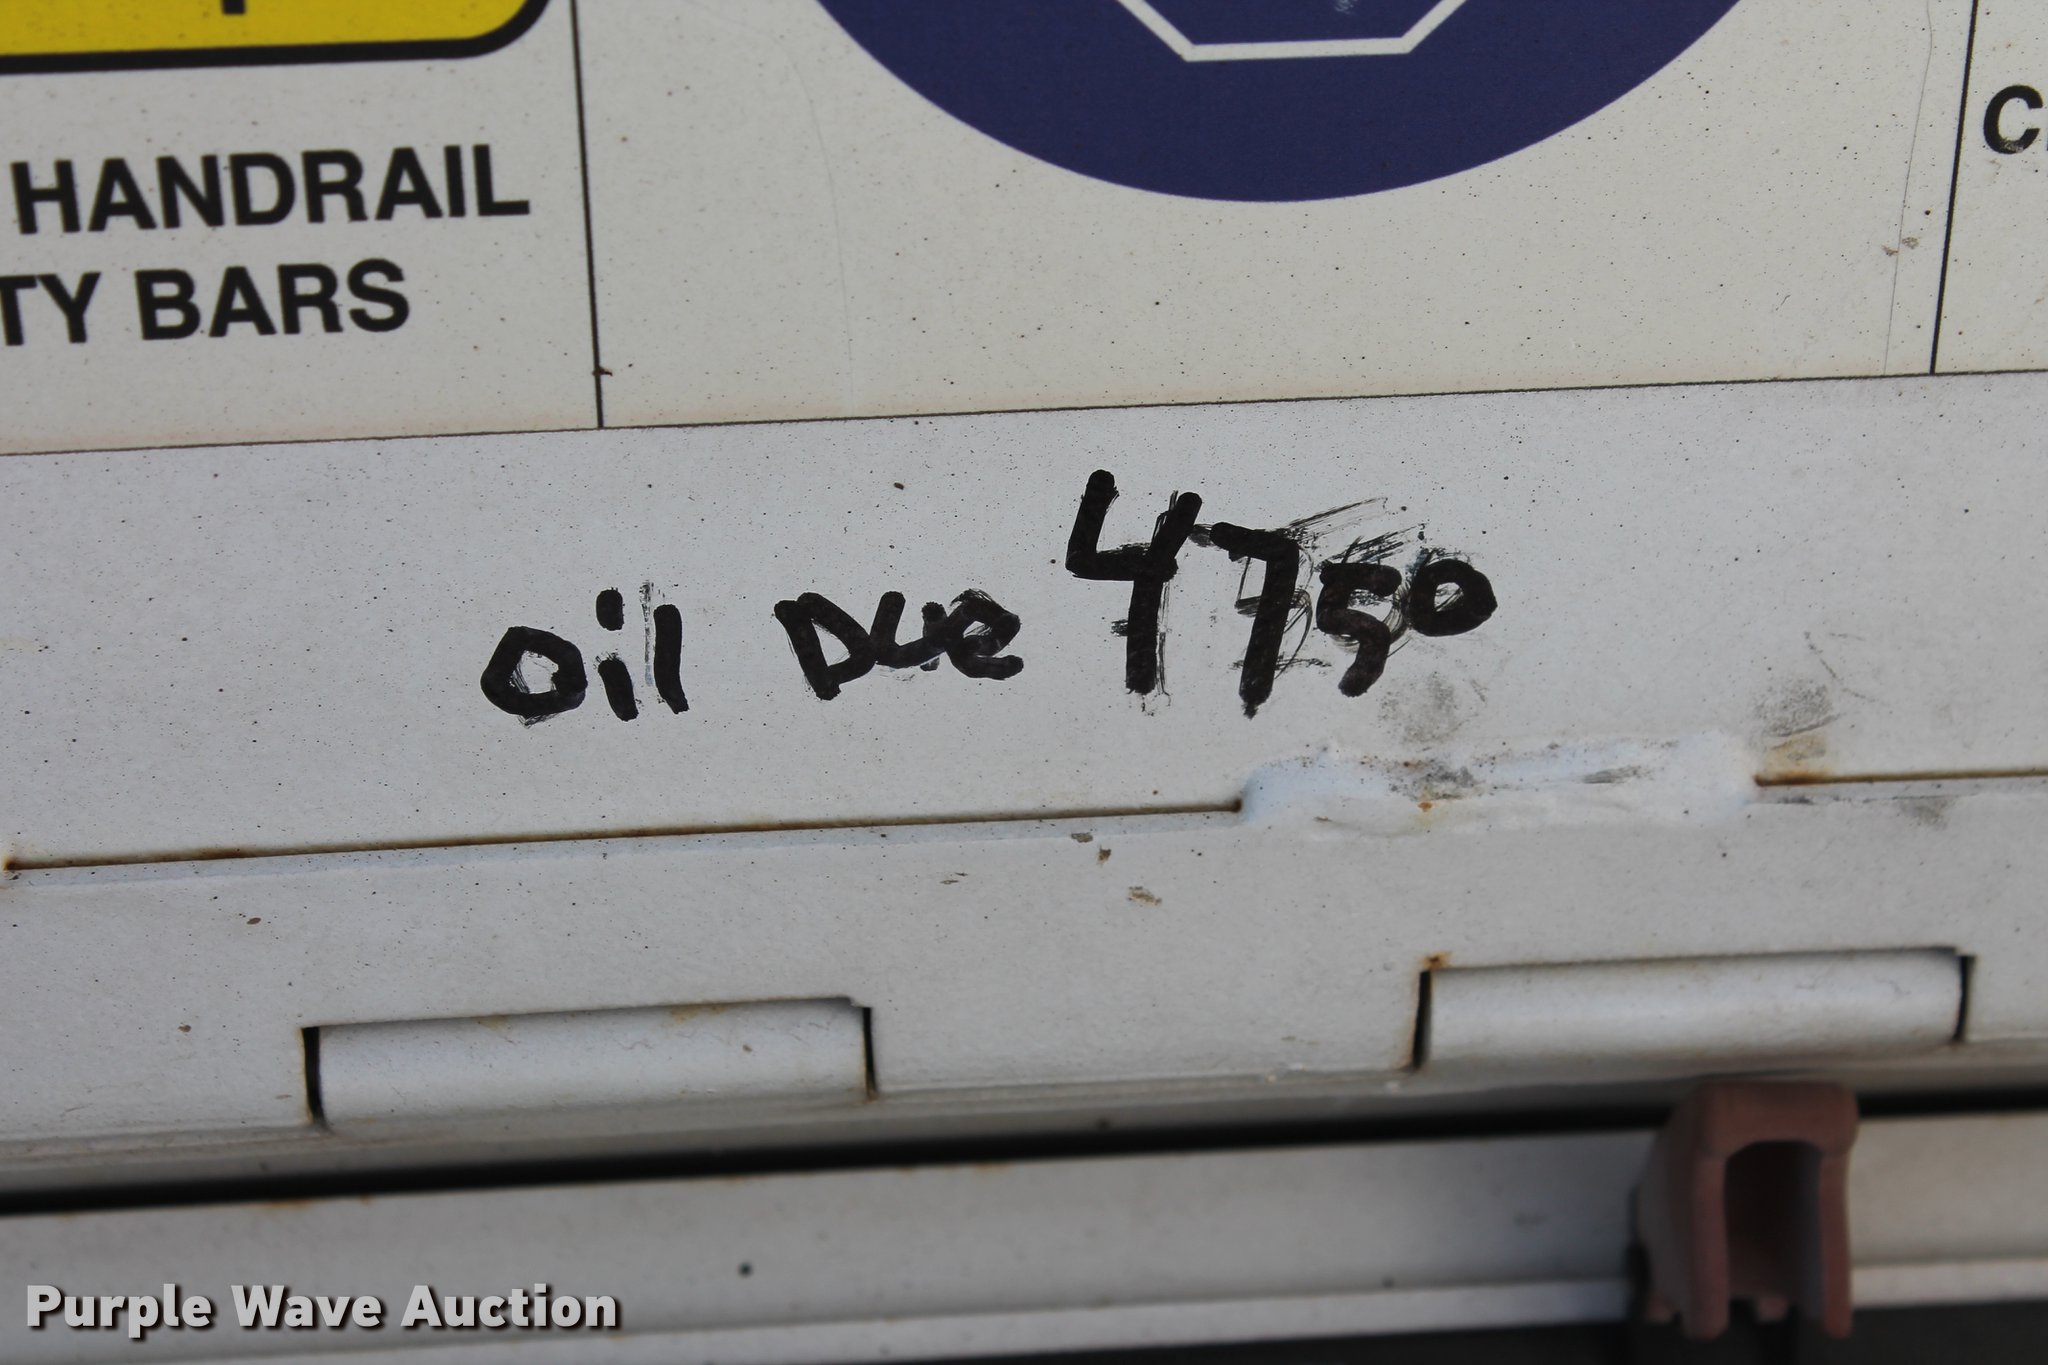 HANDRAIL
TY BARS
C
oil Due 4750
Purple Wave Auction